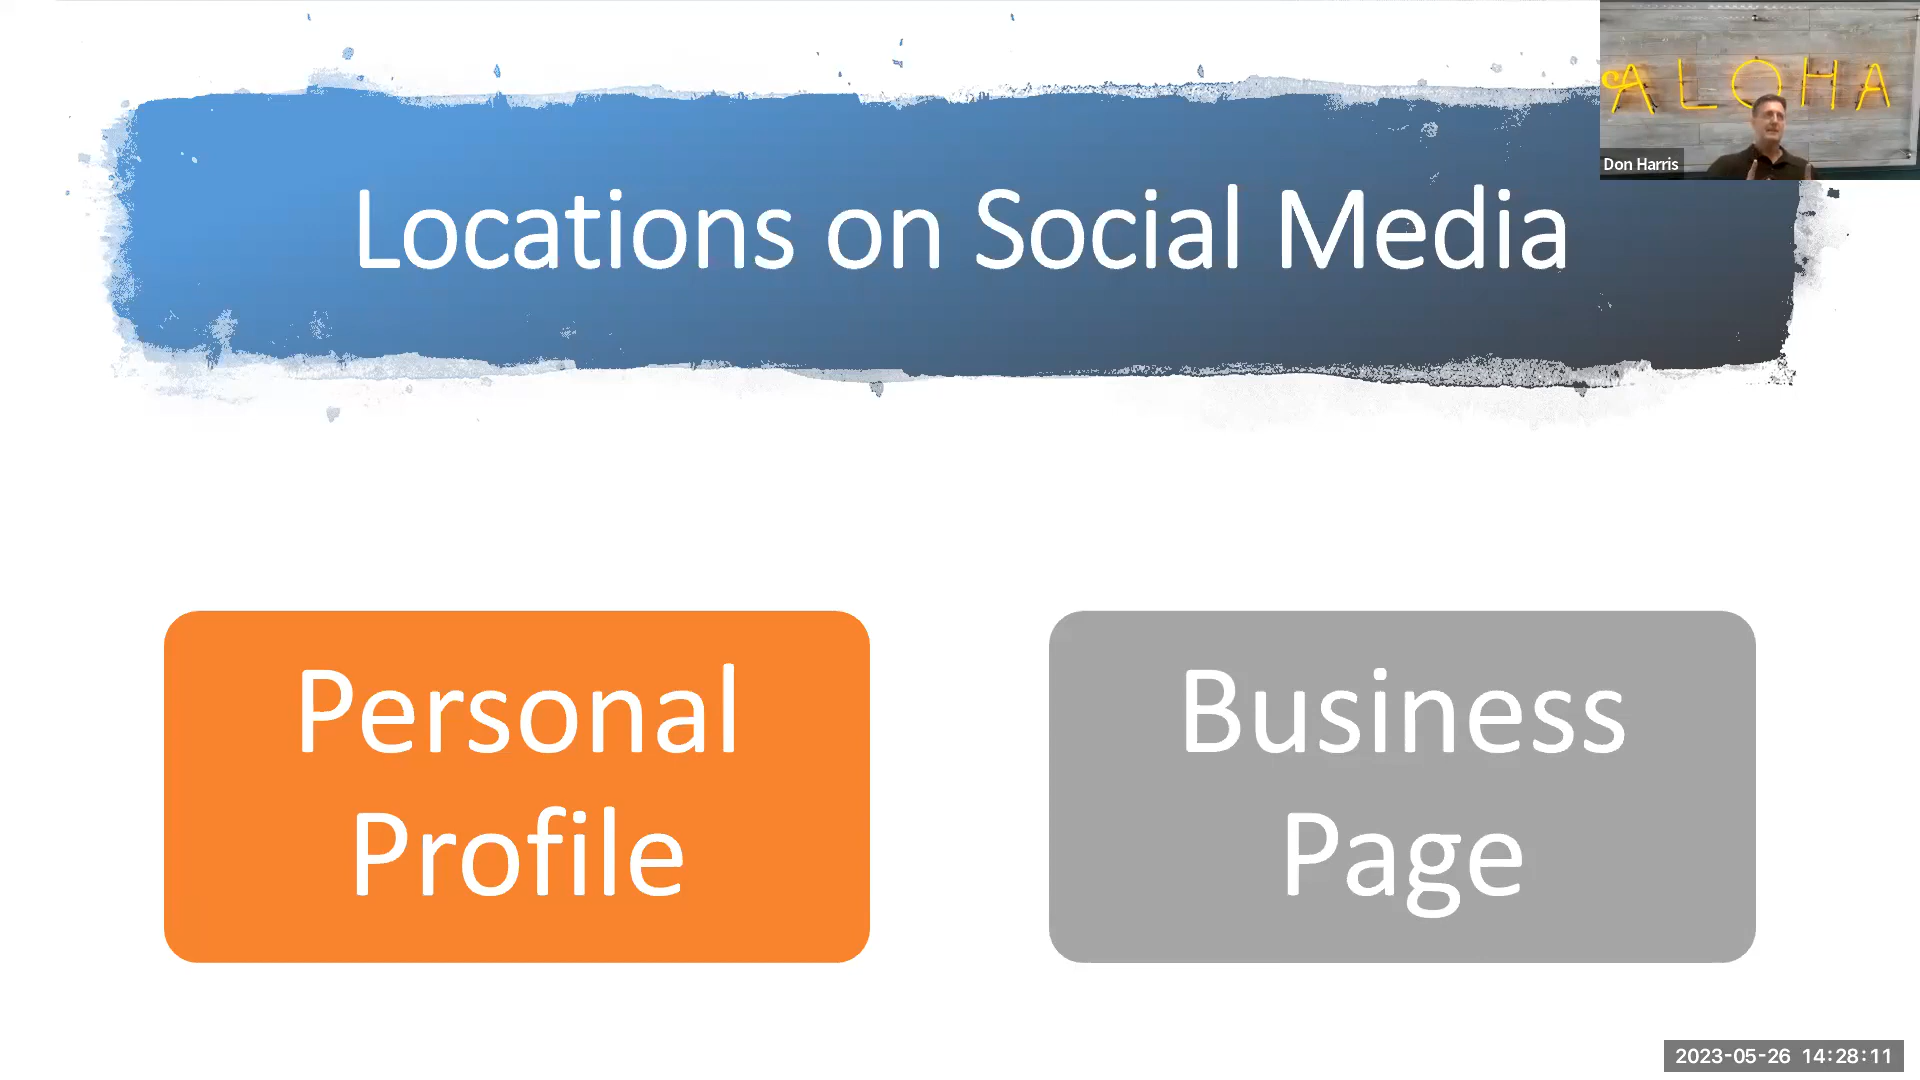 Locations on Social Media
ALOHA
Don Harris
Personal
Profile
Business
Page
2023-05-26 14:28:11